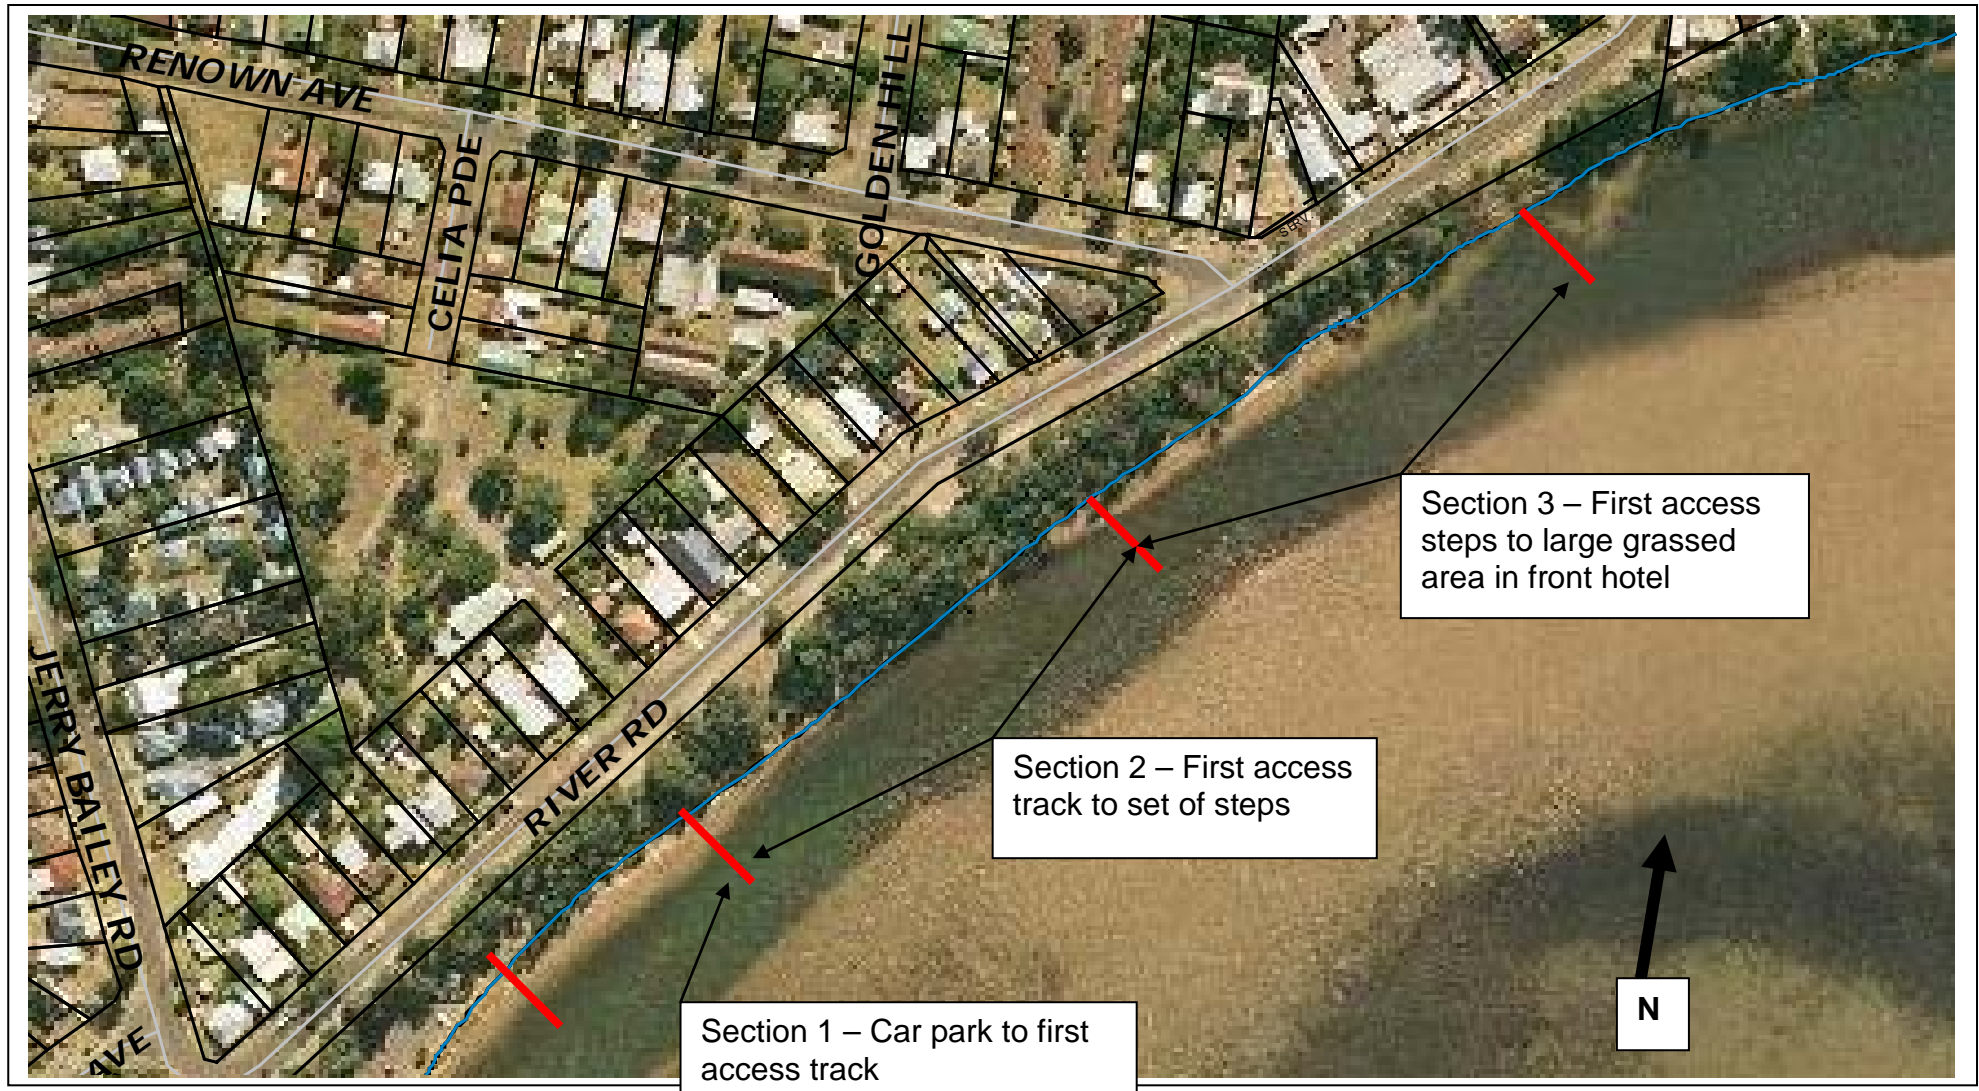 RENOWN AVE
GOLDEN HILL
CELIA PDE
SERV.
Section 3 – First access
steps to large grassed
area in front hotel
JERRY BAILEY RD
RIVER RD
Section 2 – First access
track to set of steps
N
AVE
Section 1 – Car park to first
access track